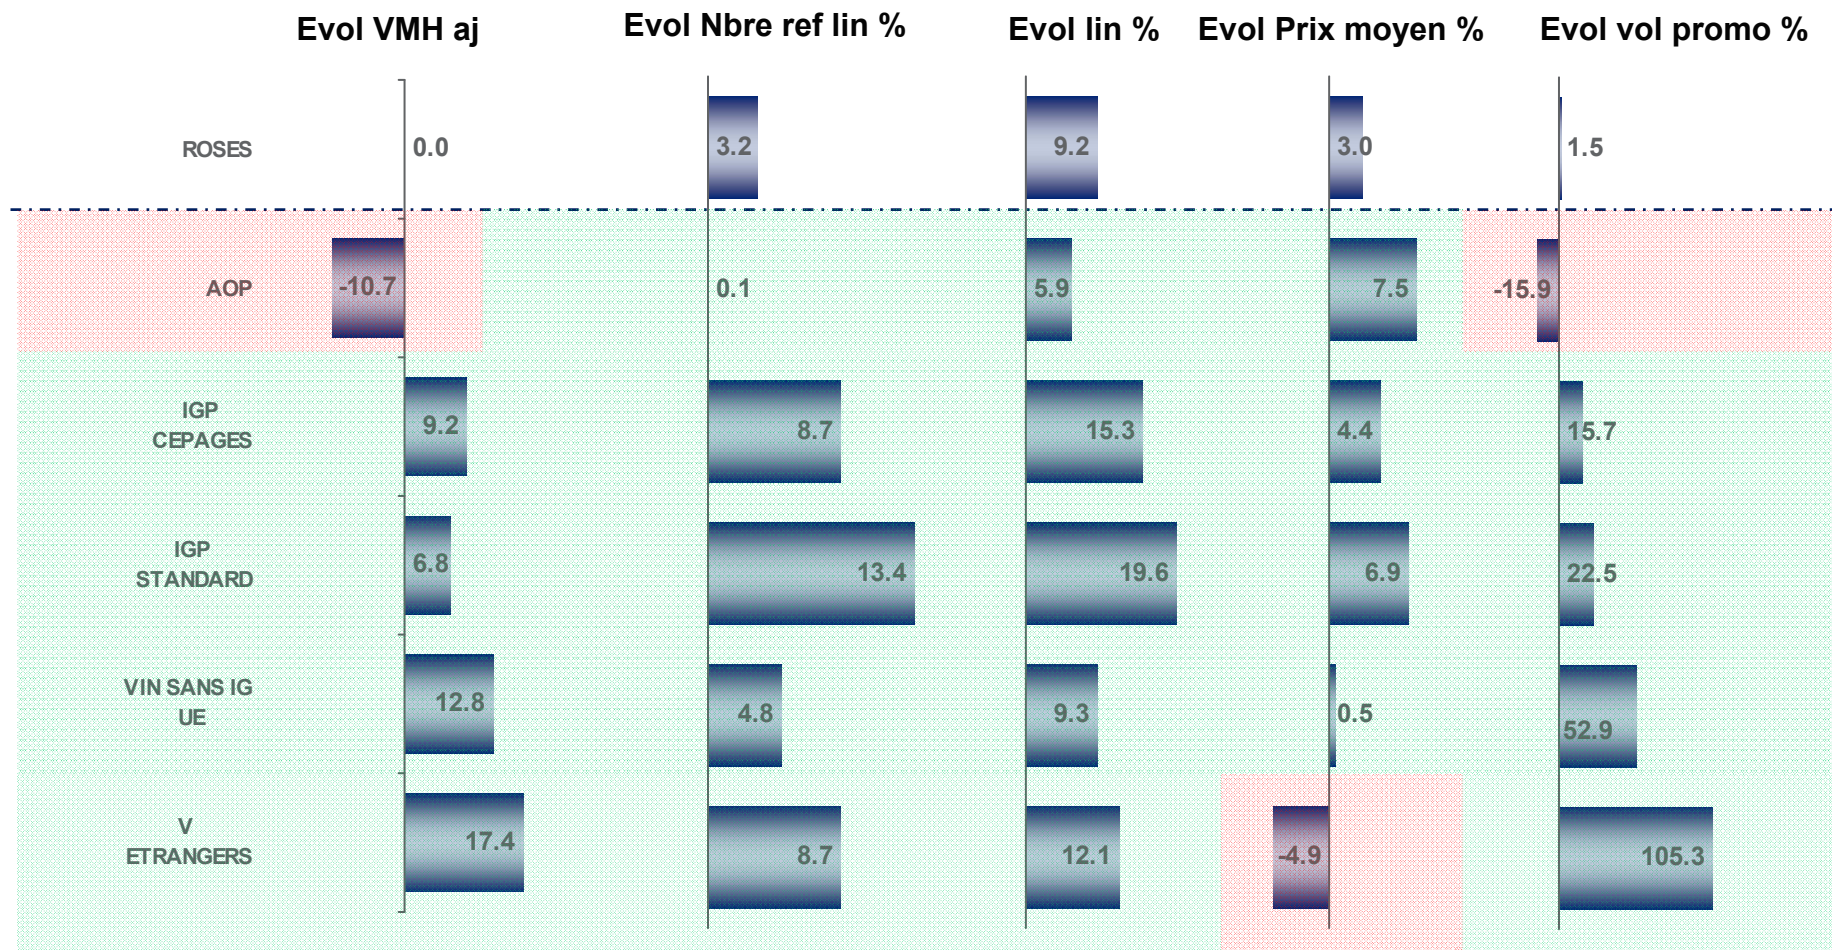 Evol VMH aj
Evol Nbre ref lin %
Evol lin %
Evol Prix moyen %
Evol vol promo %
ROSES
0.0
3.2
9.2
3.0
1.5
AOP
-10.7
0.1
5.9
7.5
-15.9
IGP
CEPAGES
9.2
8.7
15.3
4.4
15.7
IGP
STANDARD
6.8
13.4
19.6
6.9
22.5
VIN SANS IG
UE
12.8
4.8
9.3
0.5
52.9
V
ETRANGERS
17.4
8.7
12.1
-4.9
105.3